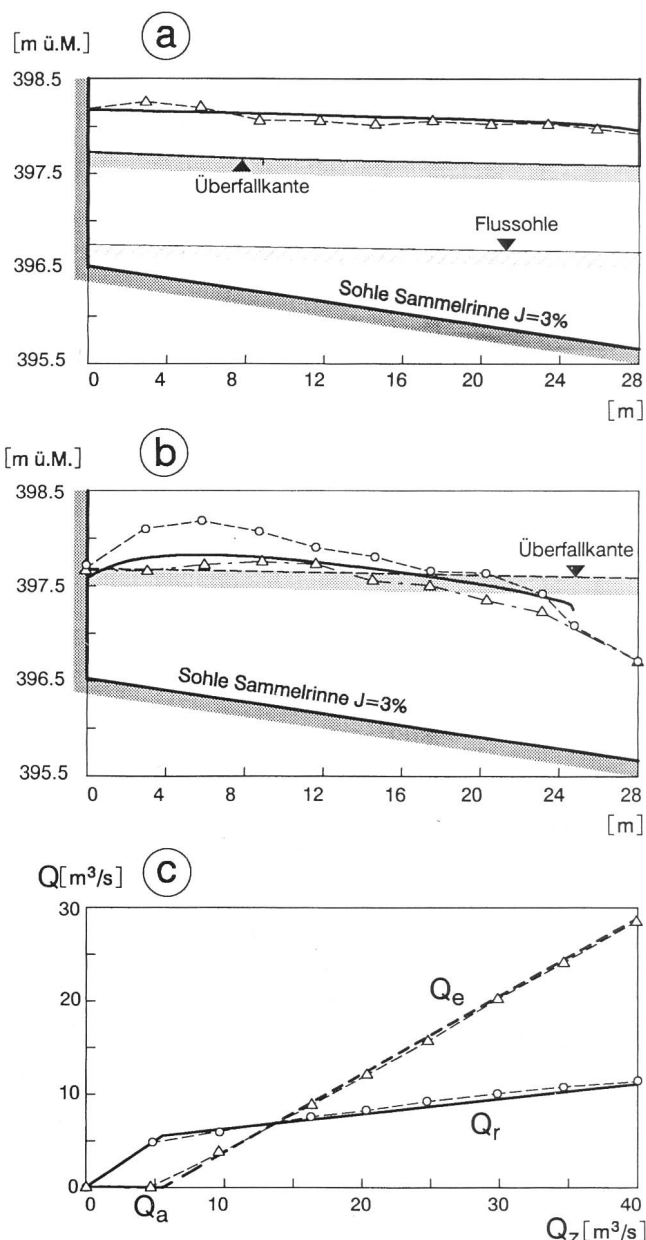 a
[m ü.M.]
398.5
397.5
396.5
395.5
Überfallkante
Flussohle
Sohle Sammelrinne J=3%
0 4 8 12 16 20 24 28
[m]
b
[m ü.M.]
398.5
397.5
396.5
395.5
Überfallkante
Sohle Sammelrinne J=3%
0 4 8 12 16 20 24 28
[m]
c
Q[m³/s]
30
20
10
0
Qe
Qr
Qa
0 10 20 30 40
Qz[m³/s]